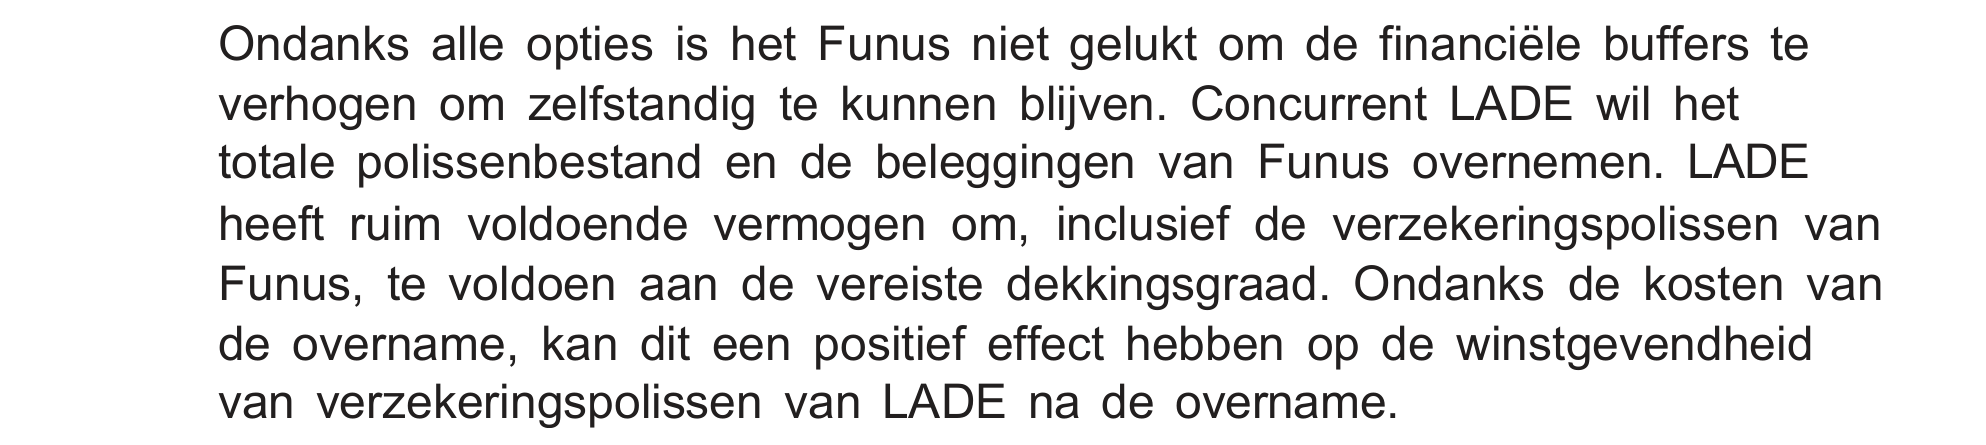 Ondanks alle opties is het Funus niet gelukt om de financiële buffers te
verhogen om zelfstandig te kunnen blijven. Concurrent LADE wil het
totale polissenbestand en de beleggingen van Funus overnemen. LADE
heeft ruim voldoende vermogen om, inclusief de verzekeringspolissen van
Funus, te voldoen aan de vereiste dekkingsgraad. Ondanks de kosten van
de overname, kan dit een positief effect hebben op de winstgevendheid
van verzekeringspolissen van LADE na de overname.